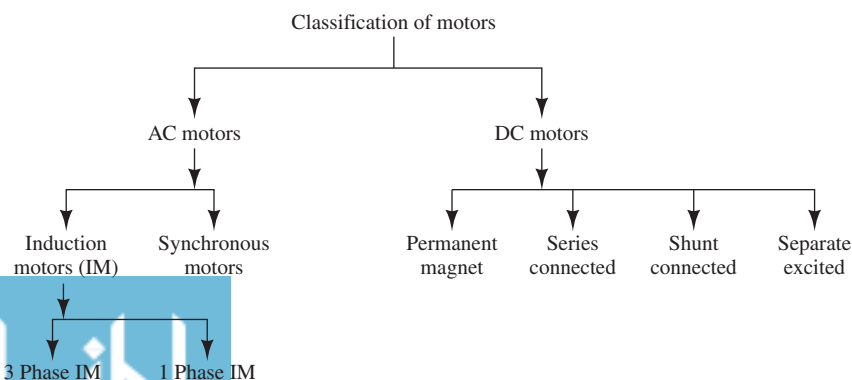 Classification of motors
AC motors
DC motors
Induction motors (IM)
Synchronous motors
Permanent magnet
Series connected
Shunt connected
Separate excited
3 Phase IM
1 Phase IM